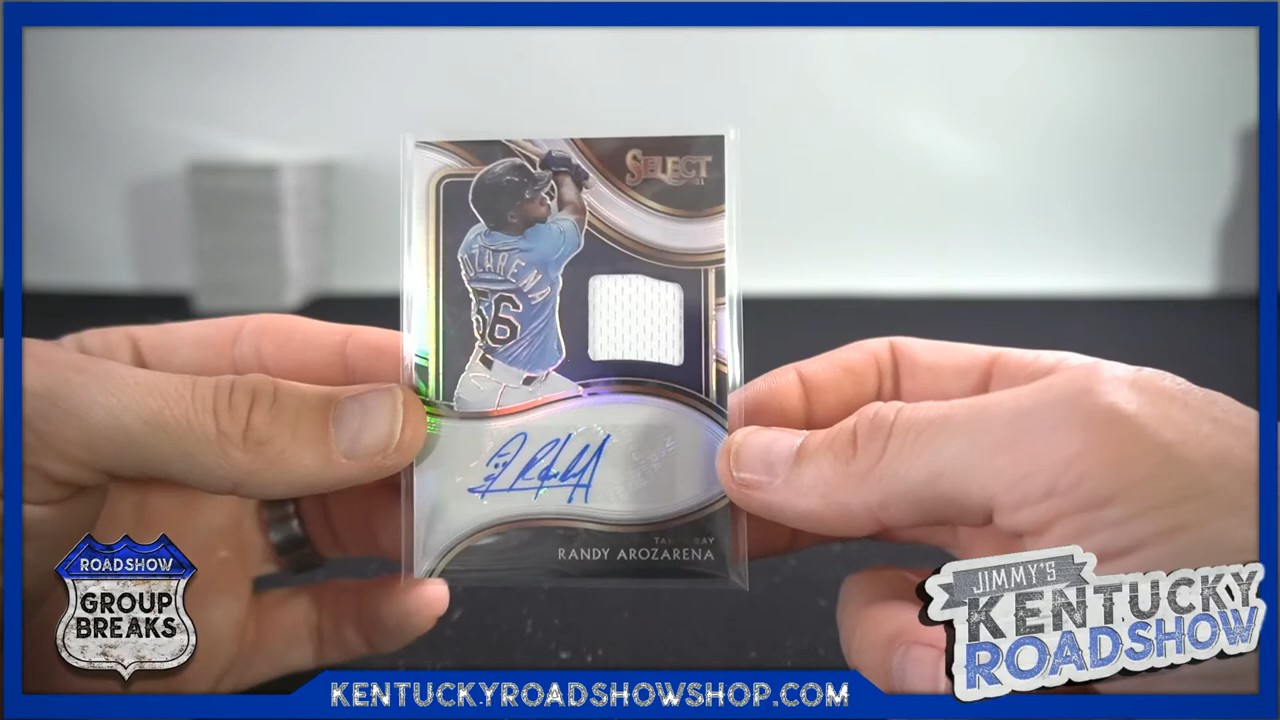 SELECT
OZARENA
56
TAMPA BAY
RANDY AROZARENA
ROADSHOW
GROUP
BREAKS
JIMMY'S
KENTUCKY
ROADSHOW
KENTUCKYROADSHOWSHOP.COM